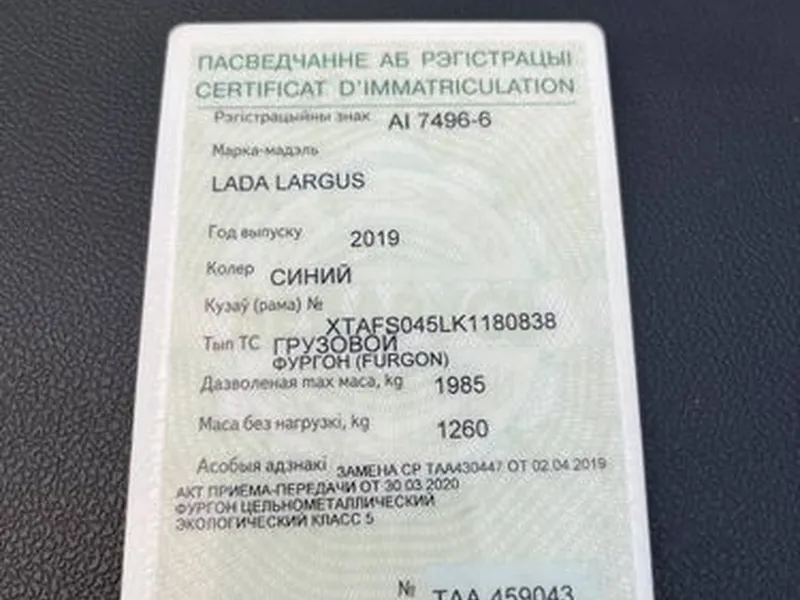 ПАСВЕДЧАННЕ АБ РЭГІСТРАЦЫІ
CERTIFICAT D'IMMATRICULATION
Рэгістрацыйны знак AI 7496-6
Марка-мадэль
LADA LARGUS
Год выпуску 2019
Колер СИНИЙ
Кузаў (рама) №
XTAFS045LK1180838
Тып ТС ГРУЗОВОЙ
ФУРГОН (FURGON)
Дазволеная max маса, kg 1985
Маса без нагрузкі, kg 1260
Асобыя адзнакі ЗАМЕНА СР ТАА430447 ОТ 02.04.2019
АКТ ПРИЕМА-ПЕРЕДАЧИ ОТ 30.03.2020
ФУРГОН ЦЕЛЬНОМЕТАЛЛИЧЕСКИЙ
ЭКОЛОГИЧЕСКИЙ КЛАСС 5
№ ТАА 459043